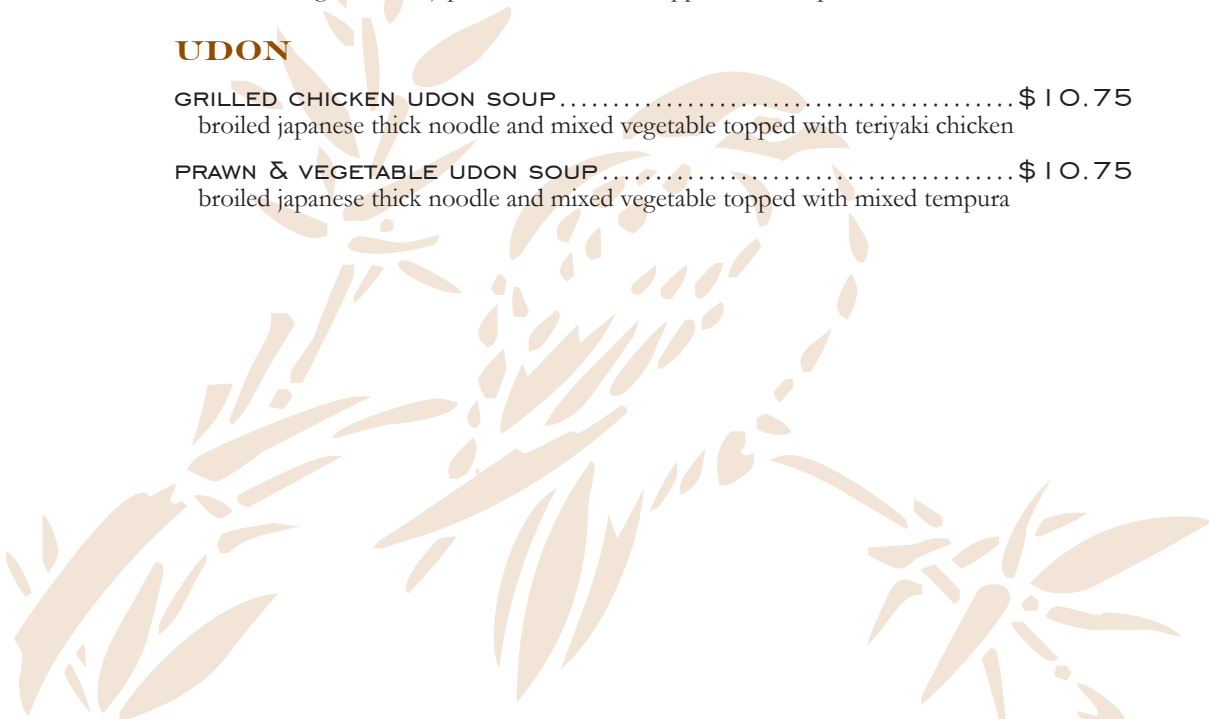 UDON
GRILLED CHICKEN UDON SOUP...........................................$10.75
broiled japanese thick noodle and mixed vegetable topped with teriyaki chicken
PRAWN & VEGETABLE UDON SOUP.......................................$10.75
broiled japanese thick noodle and mixed vegetable topped with mixed tempura